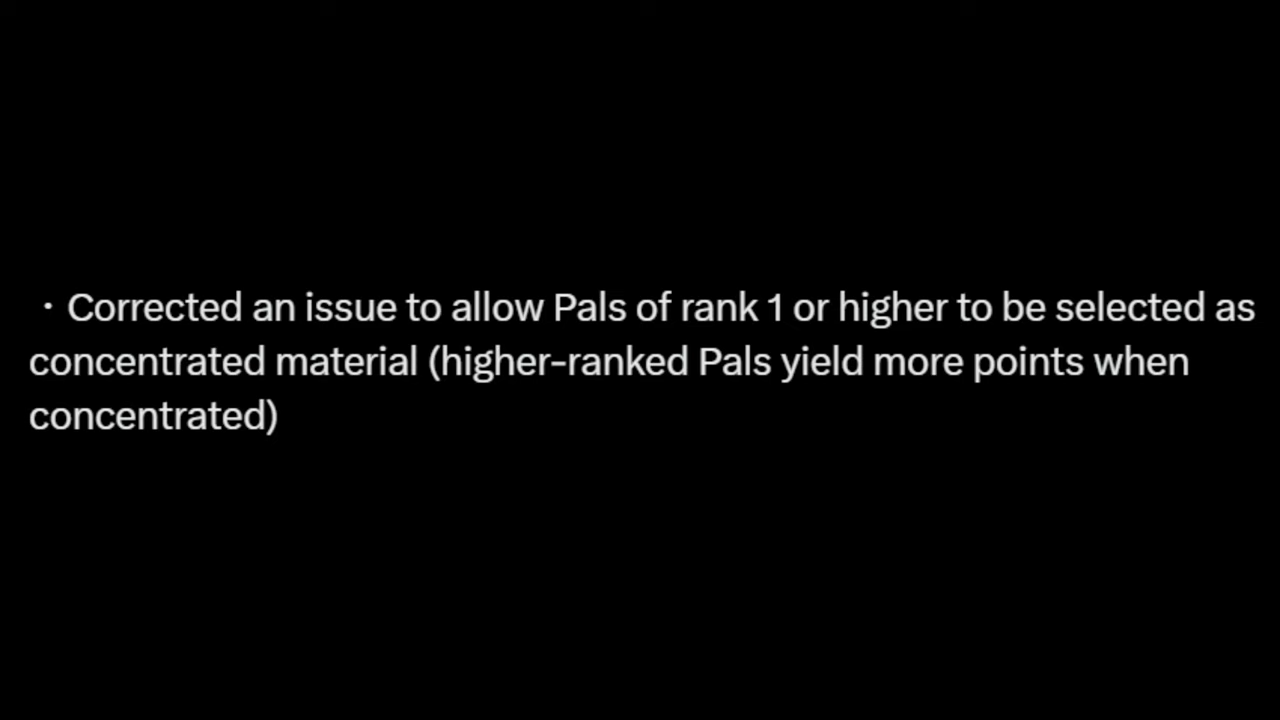 ・Corrected an issue to allow Pals of rank 1 or higher to be selected as
concentrated material (higher-ranked Pals yield more points when
concentrated)